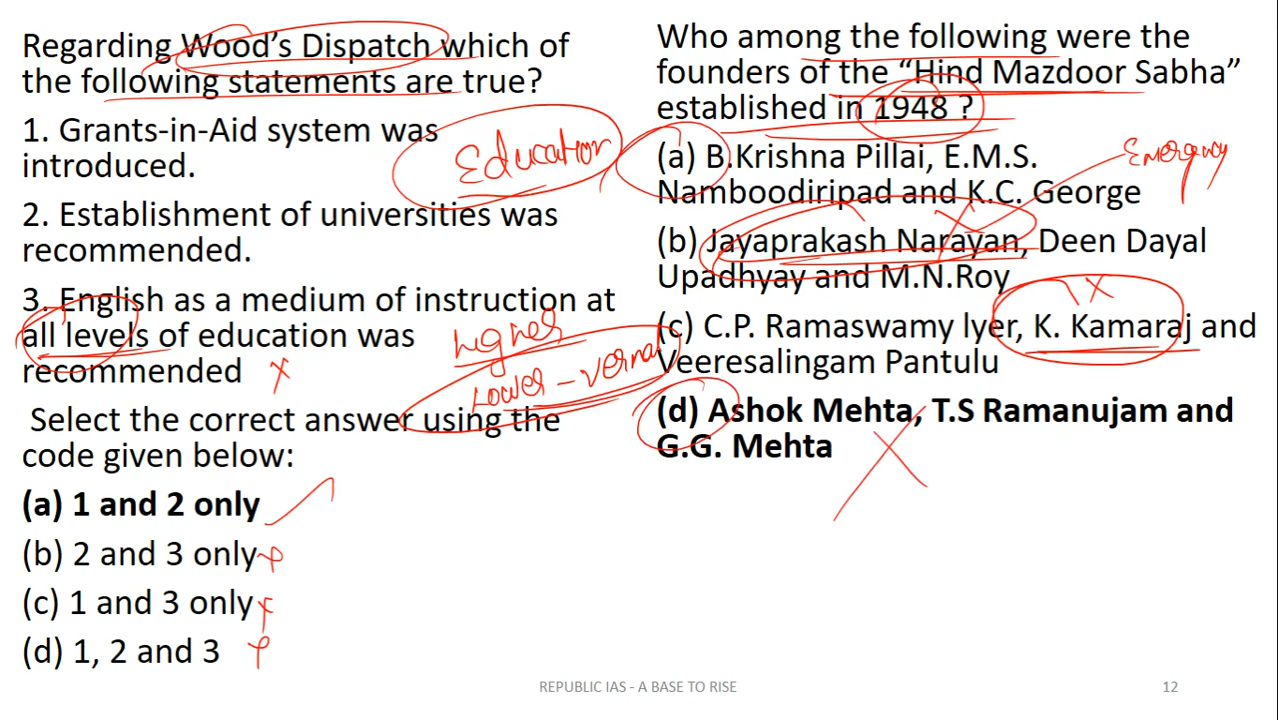 Regarding Wood's Dispatch which of
the following statements are true?
1. Grants-in-Aid system was
introduced.
Education
2. Establishment of universities was
recommended.
3. English as a medium of instruction at
all levels of education was
recommended
Higher
Lower - verna
Select the correct answer using the
code given below:
(a) 1 and 2 only
(b) 2 and 3 only
(c) 1 and 3 only
(d) 1, 2 and 3
Who among the following were the
founders of the “Hind Mazdoor Sabha”
established in 1948 ?
Emergency
(a) B.Krishna Pillai, E.M.S.
Namboodiripad and K.C. George
(b) Jayaprakash Narayan, Deen Dayal
Upadhyay and M.N.Roy
(c) C.P. Ramaswamy lyer, K. Kamaraj and
Veeresalingam Pantulu
(d) Ashok Mehta, T.S Ramanujam and
G.G. Mehta
REPUBLIC IAS - A BASE TO RISE
12